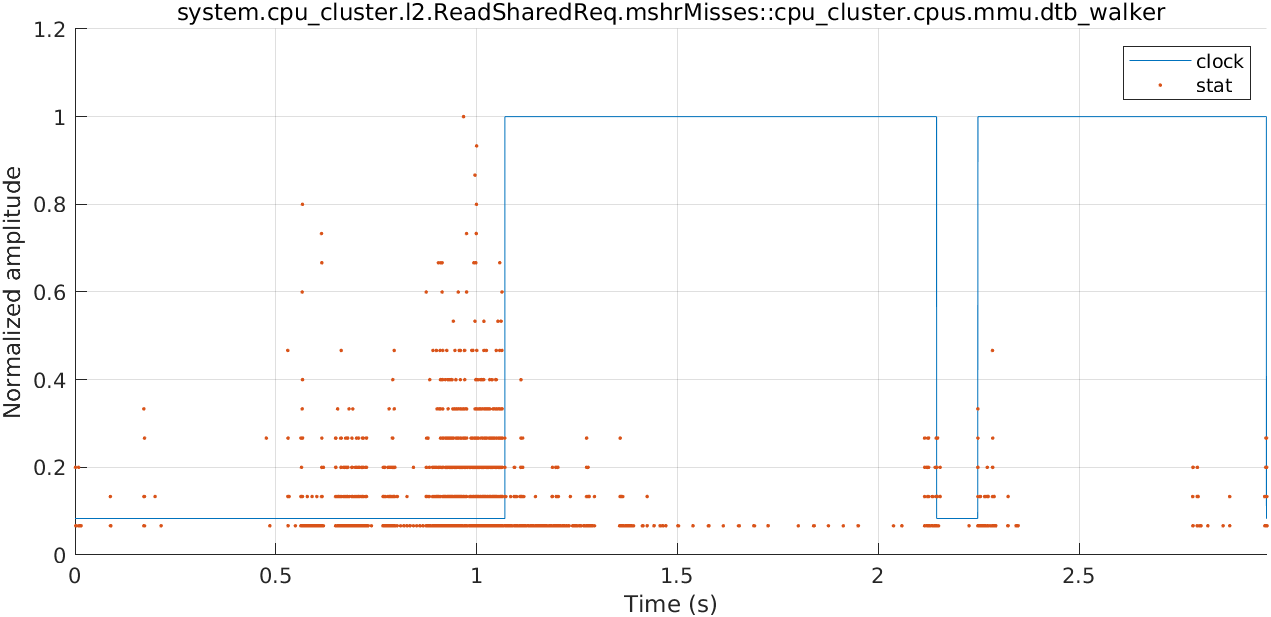 system.cpu_cluster.l2.ReadSharedReq.mshrMisses::cpu_cluster.cpus.mmu.dtb_walker
1.2
1
0.8
0.6
0.4
0.2
0
Normalized amplitude
clock
stat
0 0.5 1 1.5 2 2.5
Time (s)